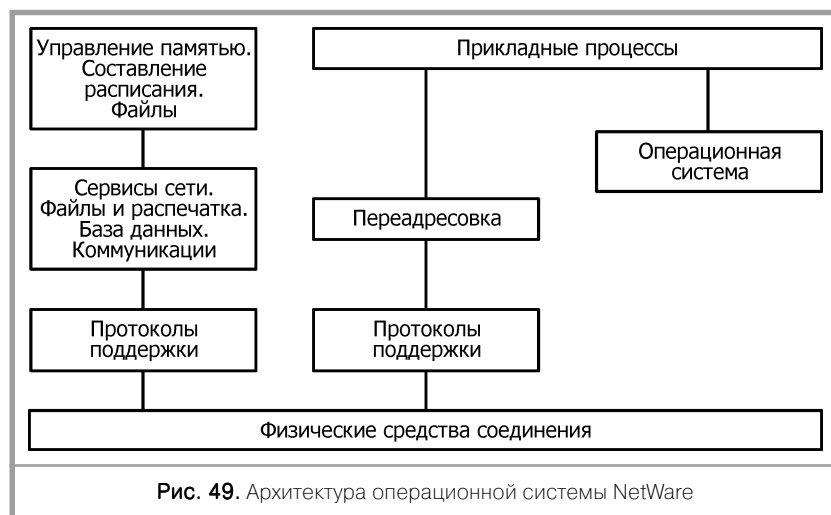 Управление памятью.
Составление
расписания.
Файлы
Прикладные процессы
Операционная
система
Сервисы сети.
Файлы и распечатка.
База данных.
Коммуникации
Переадресовка
Протоколы
поддержки
Протоколы
поддержки
Физические средства соединения
Рис. 49. Архитектура операционной системы NetWare